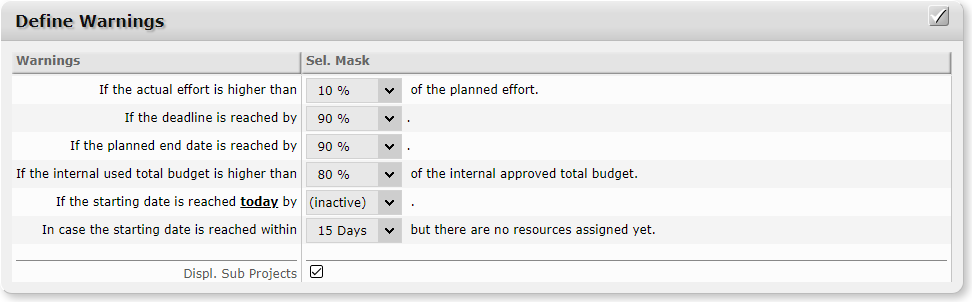 Define Warnings
Warnings Sel. Mask
If the actual effort is higher than 10 % of the planned effort.
If the deadline is reached by 90 % .
If the planned end date is reached by 90 % .
If the internal used total budget is higher than 80 % of the internal approved total budget.
If the starting date is reached today by (inactive) .
In case the starting date is reached within 15 Days but there are no resources assigned yet.
Displ. Sub Projects